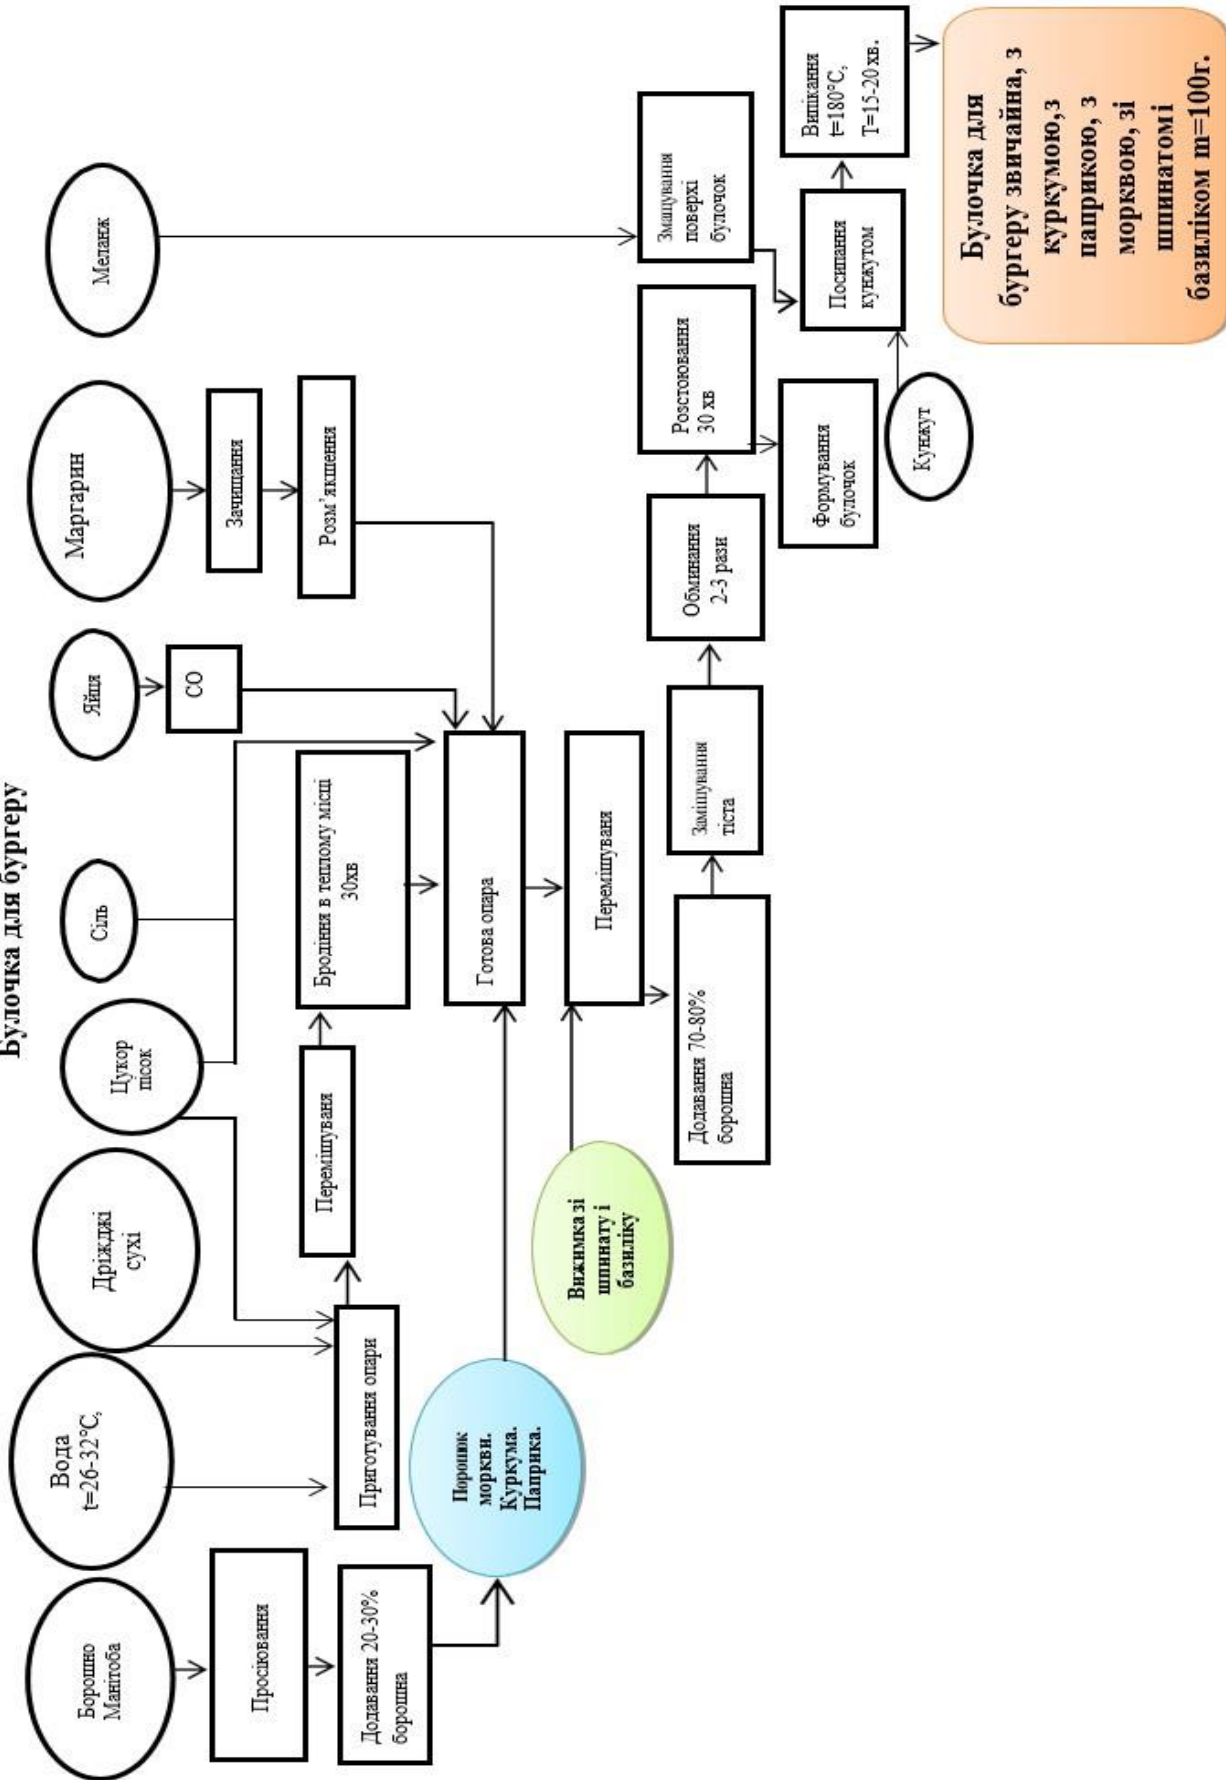 Булочка для бургеру
Борошно
Манітоба
Вода
t=26-32°С,
Дріжджі
сухі
Цукор
пісок
Сіль
Яйця
Маргарин
Меланж
Просіювання
СО
Зачищання
Додавання 20-30%
борошна
Приготування опари
Перемішуваня
Бродіння в теплому місці
30хв
Розм’якшення
Порошок
моркви.
Куркума.
Паприка.
Готова опара
Вижимка зі
шпинату і
базиліку
Перемішуваня
Додавання 70-80%
борошна
Замішування
тіста
Обминання
2-3 рази
Розстоювання
30 хв
Змащування
поверхі
булочок
Формування
булочок
Посипання
кунжутом
Випікання
t=180°С,
Т=15-20 хв.
Кунжут
Булочка для
бургеру звичайна, з
куркумою,з
паприкою, з
морквою, зі
шпинатом і
базиліком m=100г.